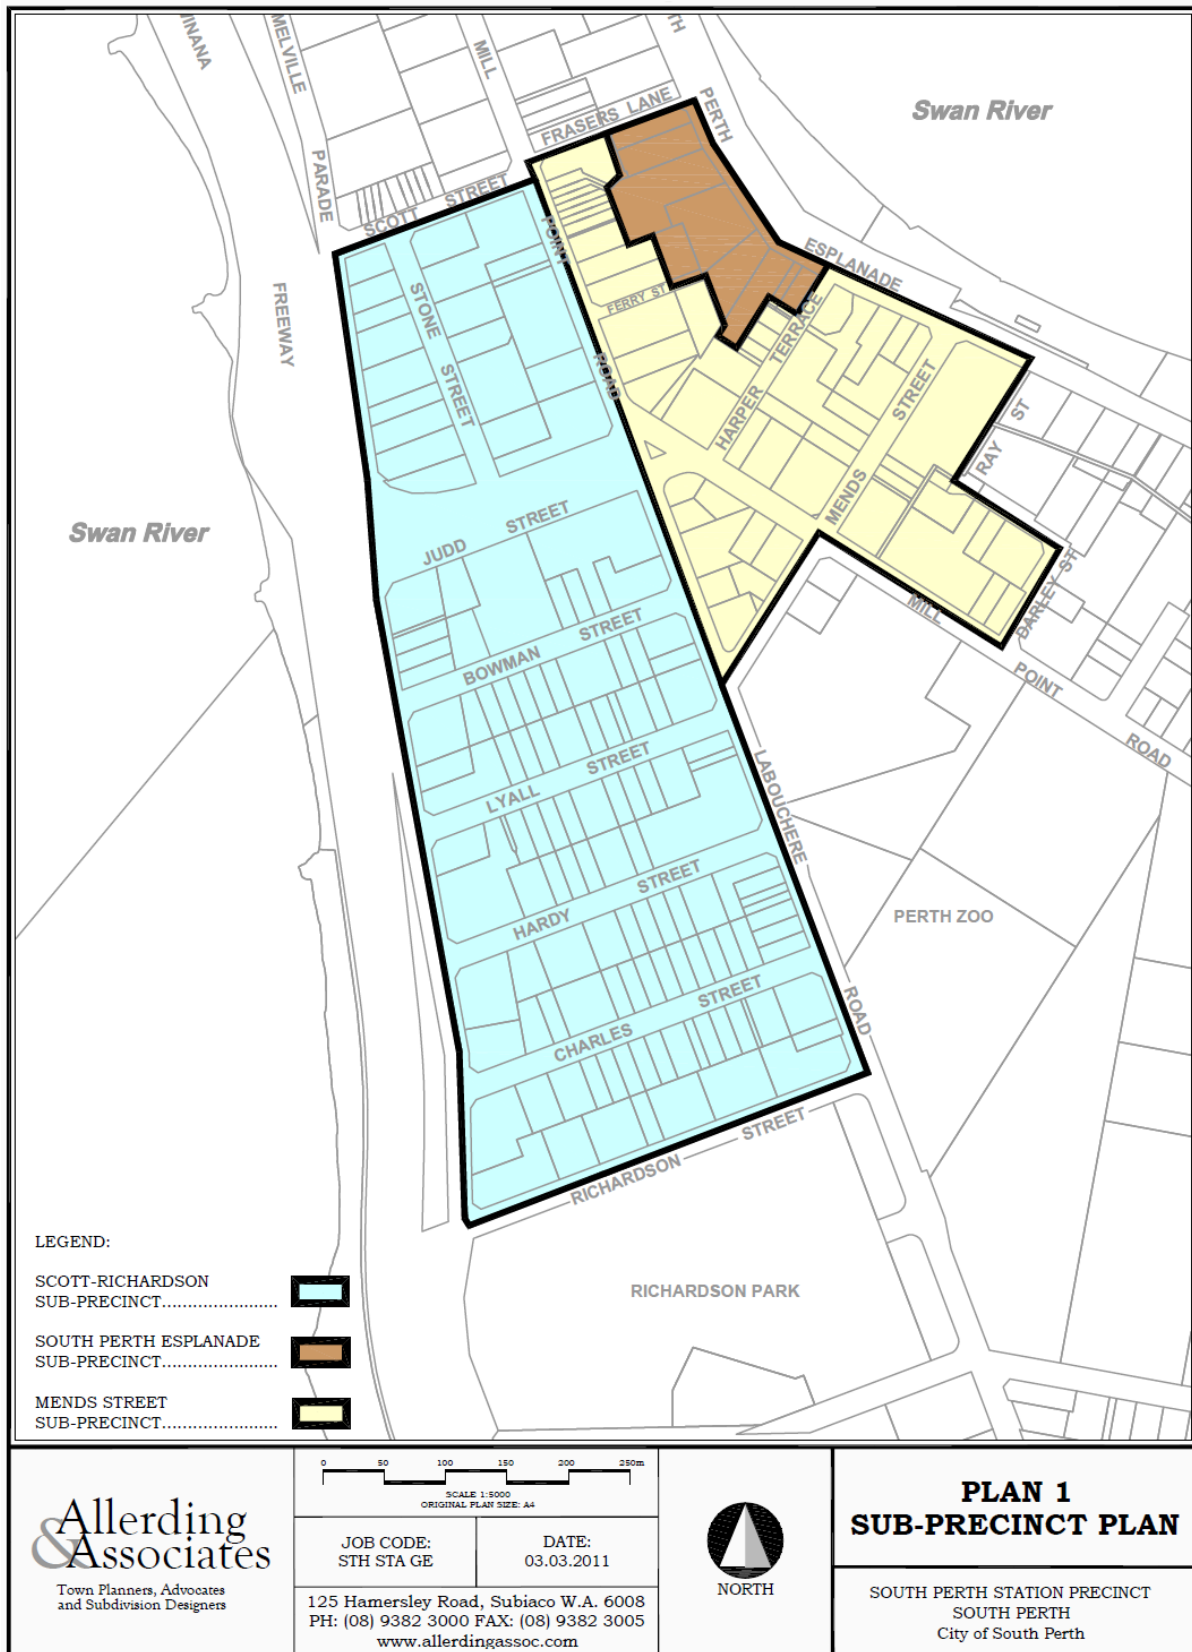 WINANA
MELVILLE
PARADE
MILL
TH
PERTH
Swan River
FRASERS LANE
SCOTT STREET
POINT
ROAD
ESPLANADE
FREEWAY
STONE
STREET
FERRY ST
HARPER TERRACE
MENDS STREET
RAY ST
DARLEY ST
Swan River
JUDD STREET
BOWMAN STREET
MILL
POINT
ROAD
LYALL STREET
LABOUCHERE
ROAD
HARDY STREET
PERTH ZOO
CHARLES STREET
RICHARDSON STREET
RICHARDSON PARK
LEGEND:
SCOTT-RICHARDSON
SUB-PRECINCT.......................
SOUTH PERTH ESPLANADE
SUB-PRECINCT.......................
MENDS STREET
SUB-PRECINCT.......................
Allerding
& Associates
Town Planners, Advocates
and Subdivision Designers
0 50 100 150 200 250m
SCALE 1:5000
ORIGINAL PLAN SIZE: A4
JOB CODE:
STH STA GE
DATE:
03.03.2011
125 Hamersley Road, Subiaco W.A. 6008
PH: (08) 9382 3000 FAX: (08) 9382 3005
www.allerdingassoc.com
NORTH
PLAN 1
SUB-PRECINCT PLAN
SOUTH PERTH STATION PRECINCT
SOUTH PERTH
City of South Perth